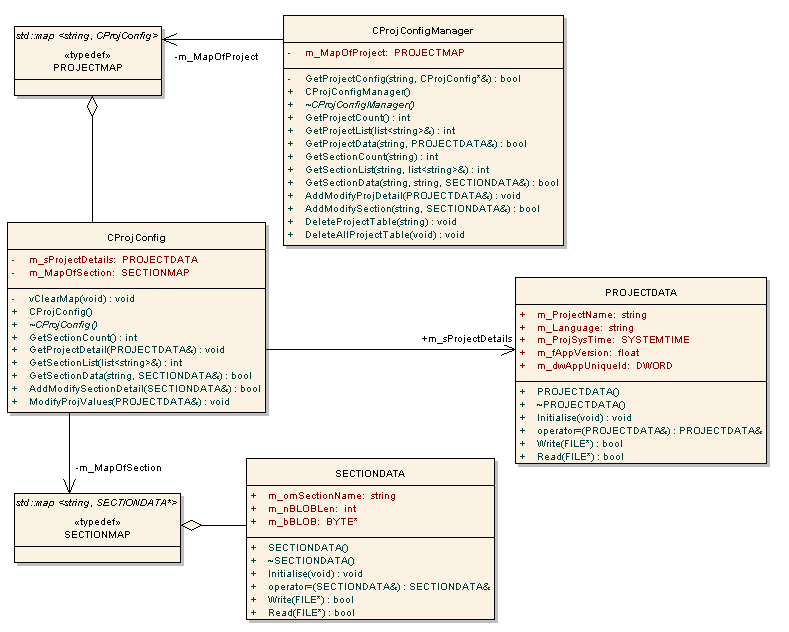 std::map <string, CProjConfig>
«typedef»
PROJECTMAP
-m_MapOfProject
CProjConfigManager
- m_MapOfProject: PROJECTMAP
- GetProjectConfig(string, CProjConfig*&) : bool
+ CProjConfigManager()
+ ~CProjConfigManager()
+ GetProjectCount() : int
+ GetProjectList(list<string>&) : int
+ GetProjectData(string, PROJECTDATA&) : bool
+ GetSectionCount(string) : int
+ GetSectionList(string, list<string>&) : int
+ GetSectionData(string, string, SECTIONDATA&) : bool
+ AddModifyProjDetail(PROJECTDATA&) : void
+ AddModifySection(string, SECTIONDATA&) : bool
+ DeleteProjectTable(string) : void
+ DeleteAllProjectTable(void) : void
CProjConfig
- m_sProjectDetails: PROJECTDATA
- m_MapOfSection: SECTIONMAP
- vClearMap(void) : void
+ CProjConfig()
+ ~CProjConfig()
+ GetSectionCount() : int
+ GetProjectDetail(PROJECTDATA&) : void
+ GetSectionList(list<string>&) : int
+ GetSectionData(string, SECTIONDATA&) : bool
+ AddModifySectionDetail(SECTIONDATA&) : bool
+ ModifyProjValues(PROJECTDATA&) : void
+m_sProjectDetails
PROJECTDATA
+ m_ProjectName: string
+ m_Language: string
+ m_ProjSysTime: SYSTEMTIME
+ m_fAppVersion: float
+ m_dwAppUniqueId: DWORD
+ PROJECTDATA()
+ ~PROJECTDATA()
+ Initialise(void) : void
+ operator=(PROJECTDATA&) : PROJECTDATA&
+ Write(FILE*) : bool
+ Read(FILE*) : bool
-m_MapOfSection
std::map <string, SECTIONDATA*>
«typedef»
SECTIONMAP
SECTIONDATA
+ m_omSectionName: string
+ m_nBLOBLen: int
+ m_bBLOB: BYTE*
+ SECTIONDATA()
+ ~SECTIONDATA()
+ Initialise(void) : void
+ operator=(SECTIONDATA&) : SECTIONDATA&
+ Write(FILE*) : bool
+ Read(FILE*) : bool